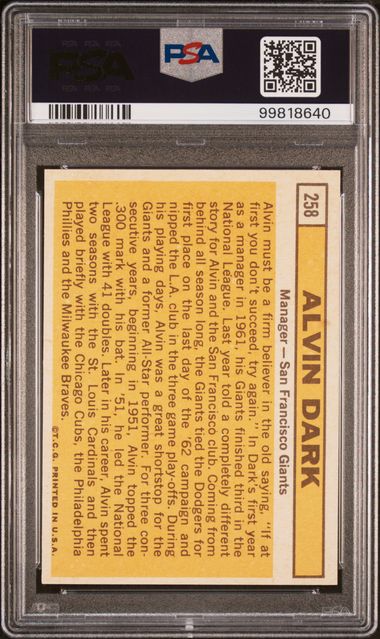 PSA
PSA
99818640
258
ALVIN DARK
Manager — San Francisco Giants
Alvin must be a firm believer in the old saying, "If at
first you don't succeed, try again." In Dark's first year
as a manager in 1961, his Giants finished third in the
National League. Last year told a completely different
story for Alvin and the San Francisco club. Coming from
behind all season long, the Giants tied the Dodgers for
first place on the last day of the '62 campaign and
nipped the L.A. club in the three game play-offs. During
his playing days, Alvin was a great shortstop for the
Giants and a former All-Star performer. For three con-
secutive years, beginning in 1951, Alvin topped the
.300 mark with his bat. In '51, he led the National
League with 41 doubles. Later in his career, Alvin spent
two seasons with the St. Louis Cardinals and then
played briefly with the Chicago Cubs, the Philadelphia
Phillies and the Milwaukee Braves.
©T.C.G. PRINTED IN U.S.A.